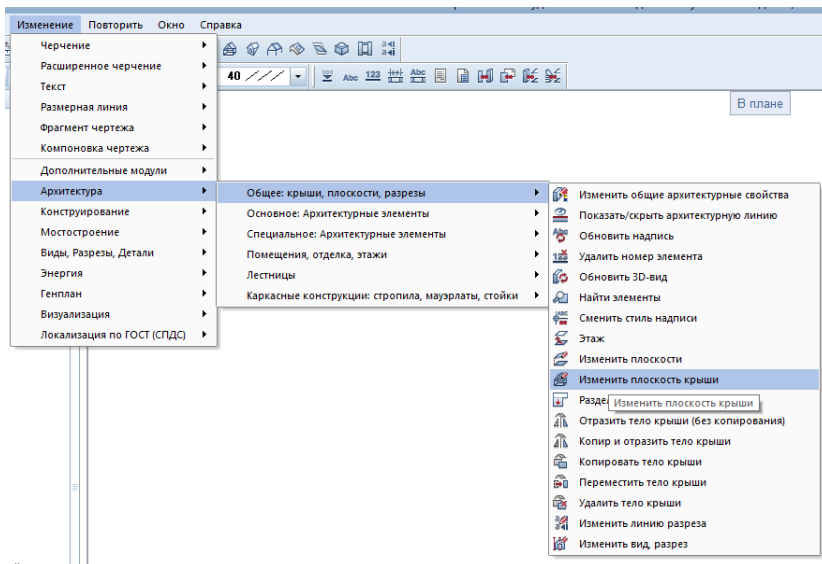 Изменение Повторить Окно Справка
Черчение
Расширенное черчение
Текст
Размерная линия
Фрагмент чертежа
Компоновка чертежа
Дополнительные модули
Архитектура
Конструирование
Мостостроение
Виды, Разрезы, Детали
Энергия
Генплан
Визуализация
Локализация по ГОСТ (СПДС)
40
Abc 123 Abc
В плане
Общее: крыши, плоскости, разрезы
Основное: Архитектурные элементы
Специальное: Архитектурные элементы
Помещения, отделка, этажи
Лестницы
Каркасные конструкции: стропила, мауэрлаты, стойки
Изменить общие архитектурные свойства
Показать/скрыть архитектурную линию
Обновить надпись
Удалить номер элемента
Обновить 3D-вид
Найти элементы
Сменить стиль надписи
Этаж
Изменить плоскости
Изменить плоскость крыши
Изменить плоскость крыши
Отразить тело крыши (без копирования)
Копир и отразить тело крыши
Копировать тело крыши
Переместить тело крыши
Удалить тело крыши
Изменить линию разреза
Изменить вид, разрез